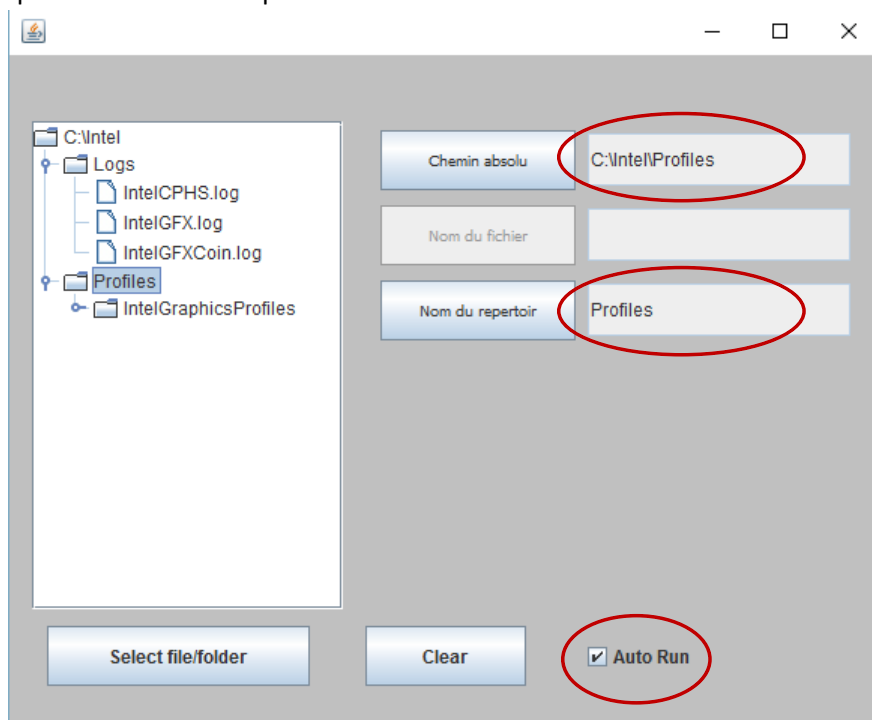 C:\Intel
Logs
IntelCPHS.log
IntelGFX.log
IntelGFXCoin.log
Profiles
IntelGraphicsProfiles
Chemin absolu
C:\Intel\Profiles
Nom du fichier
Nom du repertoir
Profiles
Select file/folder
Clear
Auto Run